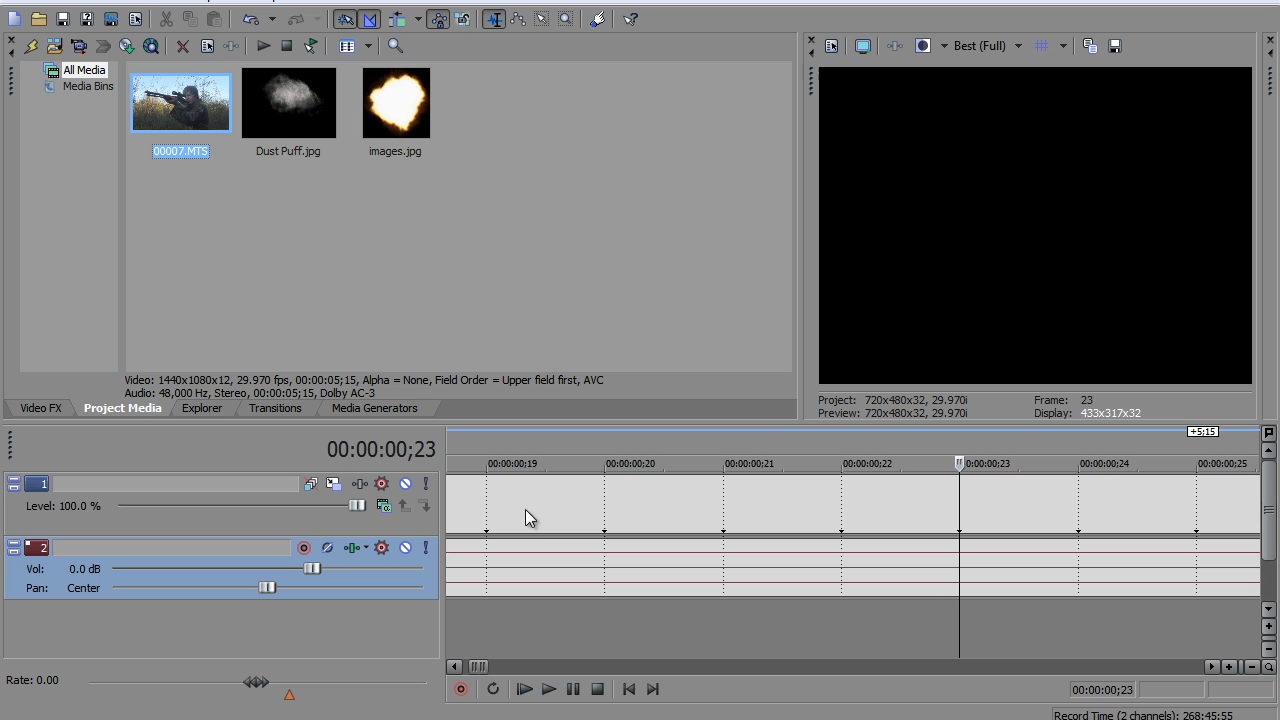 Best (Full)
All Media
Media Bins
00007.MTS
Dust Puff.jpg
images.jpg
Video: 1440x1080x12, 29.970 fps, 00:00:05;15, Alpha = None, Field Order = Upper field first, AVC
Audio: 48,000 Hz, Stereo, 00:00:05;15, Dolby AC-3
Video FX
Project Media
Explorer
Transitions
Media Generators
Project: 720x480x32, 29.970i
Frame: 23
Preview: 720x480x32, 29.970i
Display: 433x317x32
00:00:00;23
+5;15
00:00:00;19
00:00:00;20
00:00:00;21
00:00:00;22
0:00:00;23
00:00:00;24
00:00:00;25
1
Level: 100.0 %
2
Vol: 0.0 dB
Pan: Center
Rate: 0.00
00:00:00;23
Record Time (2 channels): 268:45:55